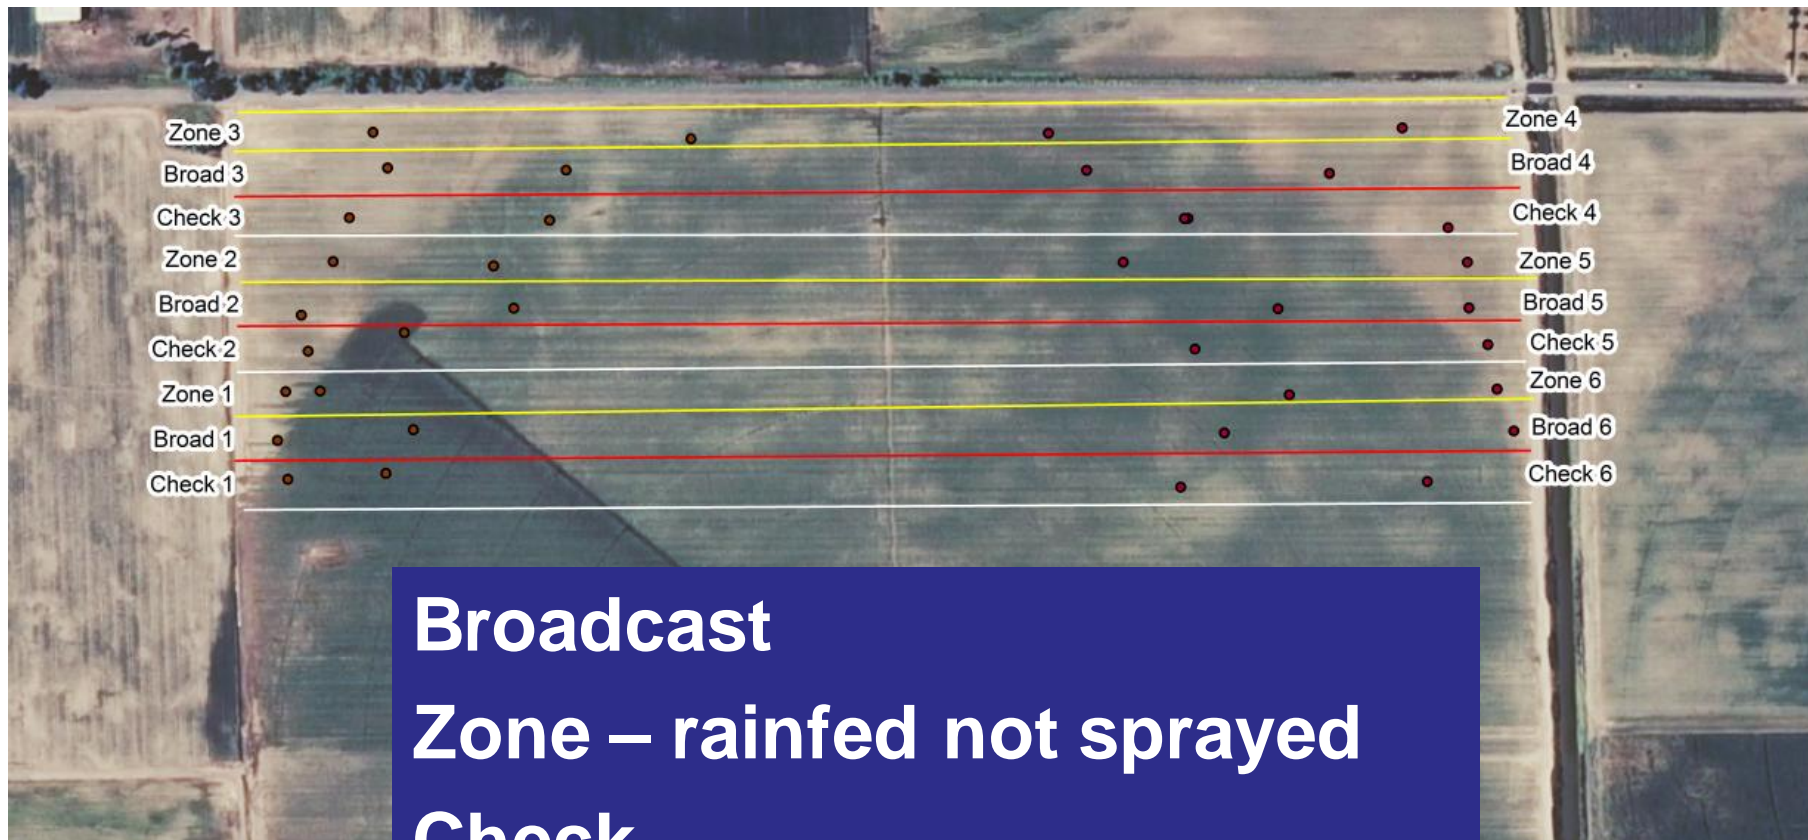 Zone 3
Zone 4
Broad 3
Broad 4
Check 3
Check 4
Zone 2
Zone 5
Broad 2
Broad 5
Check 2
Check 5
Zone 1
Zone 6
Broad 1
Broad 6
Check 1
Check 6
Broadcast
Zone – rainfed not sprayed
Check